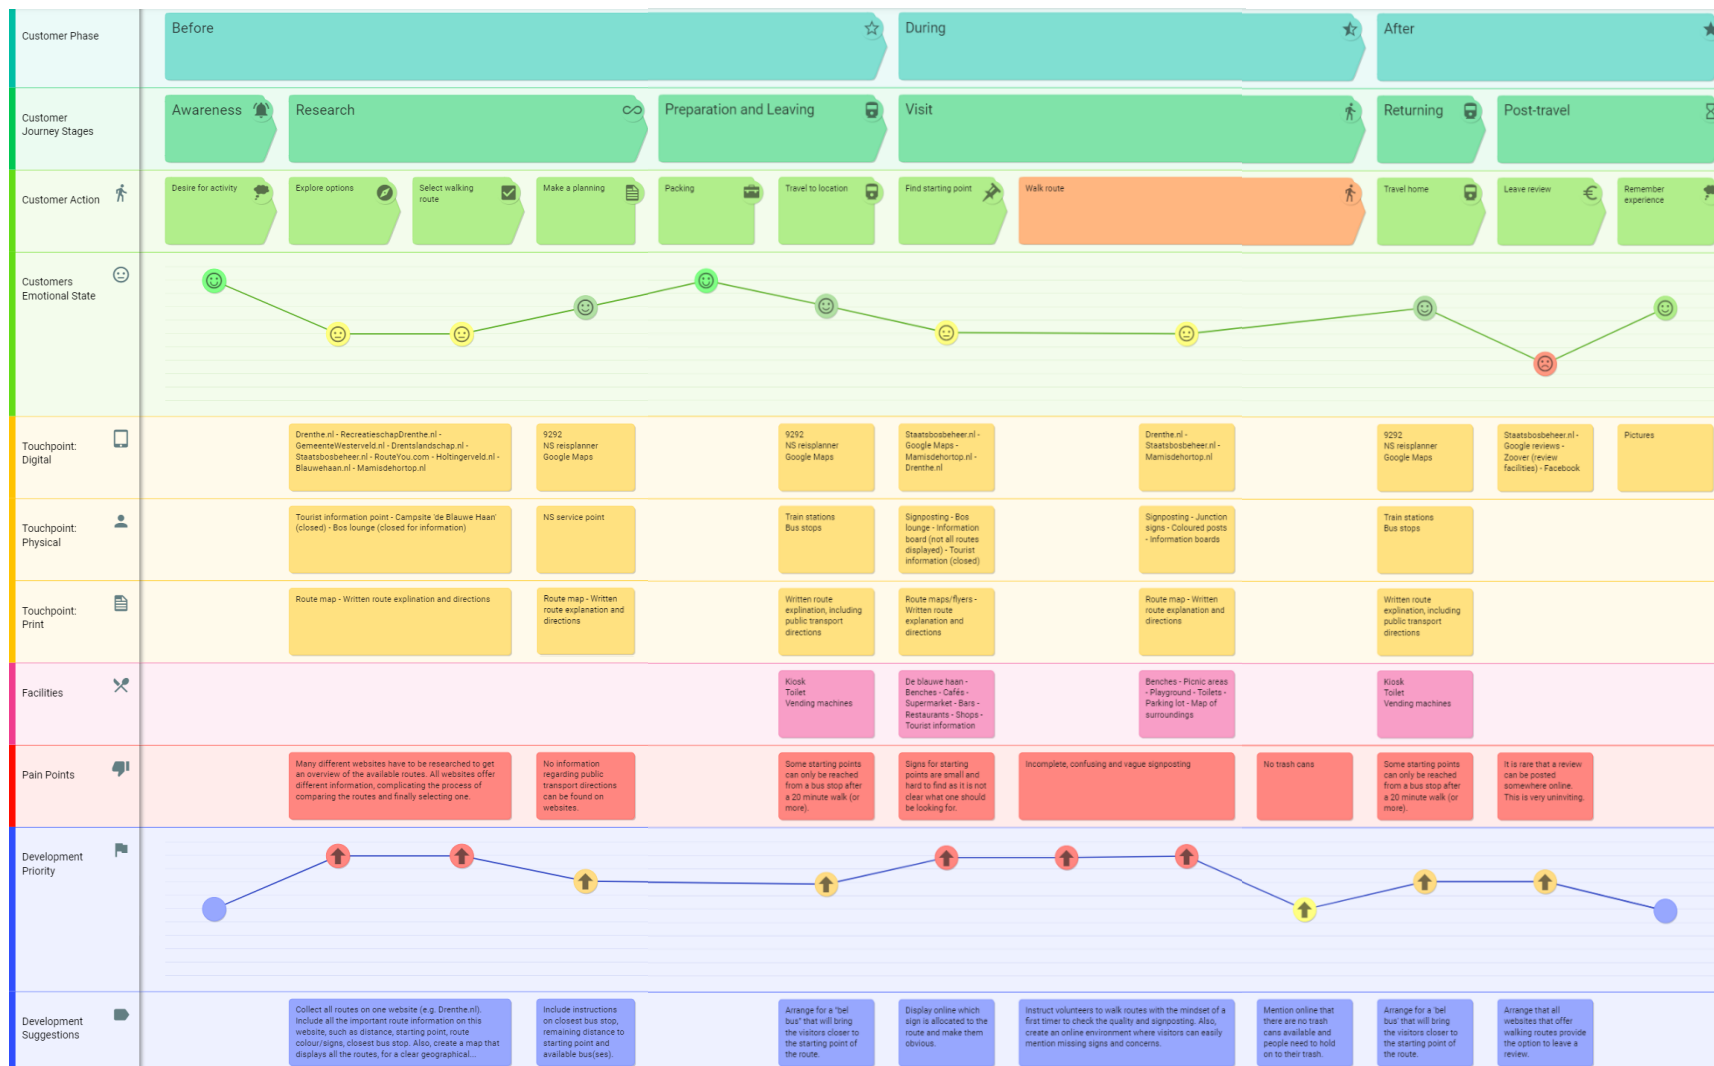 Customer Phase
Before
During
After
Customer
Journey Stages
Awareness
Research
Preparation and Leaving
Visit
Returning
Post-travel
Customer Action
Desire for activity
Explore options
Select walking
route
Make a planning
Packing
Travel to location
Find starting point
Walk route
Travel home
Leave review
Remember
experience
Customers
Emotional State
Touchpoint:
Digital
Drenthe.nl - RecreatieschapDrenthe.nl -
GemeenteWesterveld.nl - Drentslandschap.nl -
Staatsbosbeheer.nl - RouteYou.com - Holtingerveld.nl -
Blauwehaan.nl - Mamisdehortop.nl
9292
NS reisplanner
Google Maps
9292
NS reisplanner
Google Maps
Staatsbosbeheer.nl -
Google Maps -
Mamisdehortop.nl -
Drenthe.nl
Drenthe.nl -
Staatsbosbeheer.nl -
Mamisdehortop.nl
9292
NS reisplanner
Google Maps
Staatsbosbeheer.nl -
Google reviews -
Zoover (review
facilities) - Facebook
Pictures
Touchpoint:
Physical
Tourist information point - Campsite 'de Blauwe Haan'
(closed) - Bos lounge (closed for information)
NS service point
Train stations
Bus stops
Signposting - Bos
lounge - Information
board (not all routes
displayed) - Tourist
information (closed)
Signposting - Junction
signs - Coloured posts
- Information boards
Train stations
Bus stops
Touchpoint:
Print
Route map - Written route explination and directions
Route map - Written
route explanation and
directions
Written route
explination, including
public transport
directions
Route maps/flyers -
Written route
explanation and
directions
Route map - Written
route explanation and
directions
Written route
explination, including
public transport
directions
Facilities
Kiosk
Toilet
Vending machines
De blauwe haan -
Benches - Cafés -
Supermarket - Bars -
Restaurants - Shops -
Tourist information
Benches - Picnic areas
- Playground - Toilets -
Parking lot - Map of
surroundings
Kiosk
Toilet
Vending machines
Pain Points
Many different websites have to be researched to get
an overview of the available routes. All websites offer
different information, complicating the process of
comparing the routes and finally selecting one.
No information
regarding public
transport directions
can be found on
websites.
Some starting points
can only be reached
from a bus stop after
a 20 minute walk (or
more).
Signs for starting
points are small and
hard to find as it is not
clear what one should
be looking for.
Incomplete, confusing and vague signposting
No trash cans
Some starting points
can only be reached
from a bus stop after
a 20 minute walk (or
more).
It is rare that a review
can be posted
somewhere online.
This is very uninviting.
Development
Priority
Development
Suggestions
Collect all routes on one website (e.g. Drenthe.nl).
Include all the important route information on this
website, such as distance, starting point, route
colour/signs, closest bus stop. Also, create a map that
displays all the routes, for a clear geographical...
Include instructions
on closest bus stop,
remaining distance to
starting point and
available bus(ses).
Arrange for a "bel
bus" that will bring
the visitors closer to
the starting point of
the route.
Display online which
sign is allocated to the
route and make them
obvious.
Instruct volunteers to walk routes with the mindset of a
first timer to check the quality and signposting. Also,
create an online environment where visitors can easily
mention missing signs and concerns.
Mention online that
there are no trash
cans available and
people need to hold
on to their trash.
Arrange for a 'bel
bus' that will bring
the visitors closer to
the starting point of
the route.
Arrange that all
websites that offer
walking routes provide
the option to leave a
review.